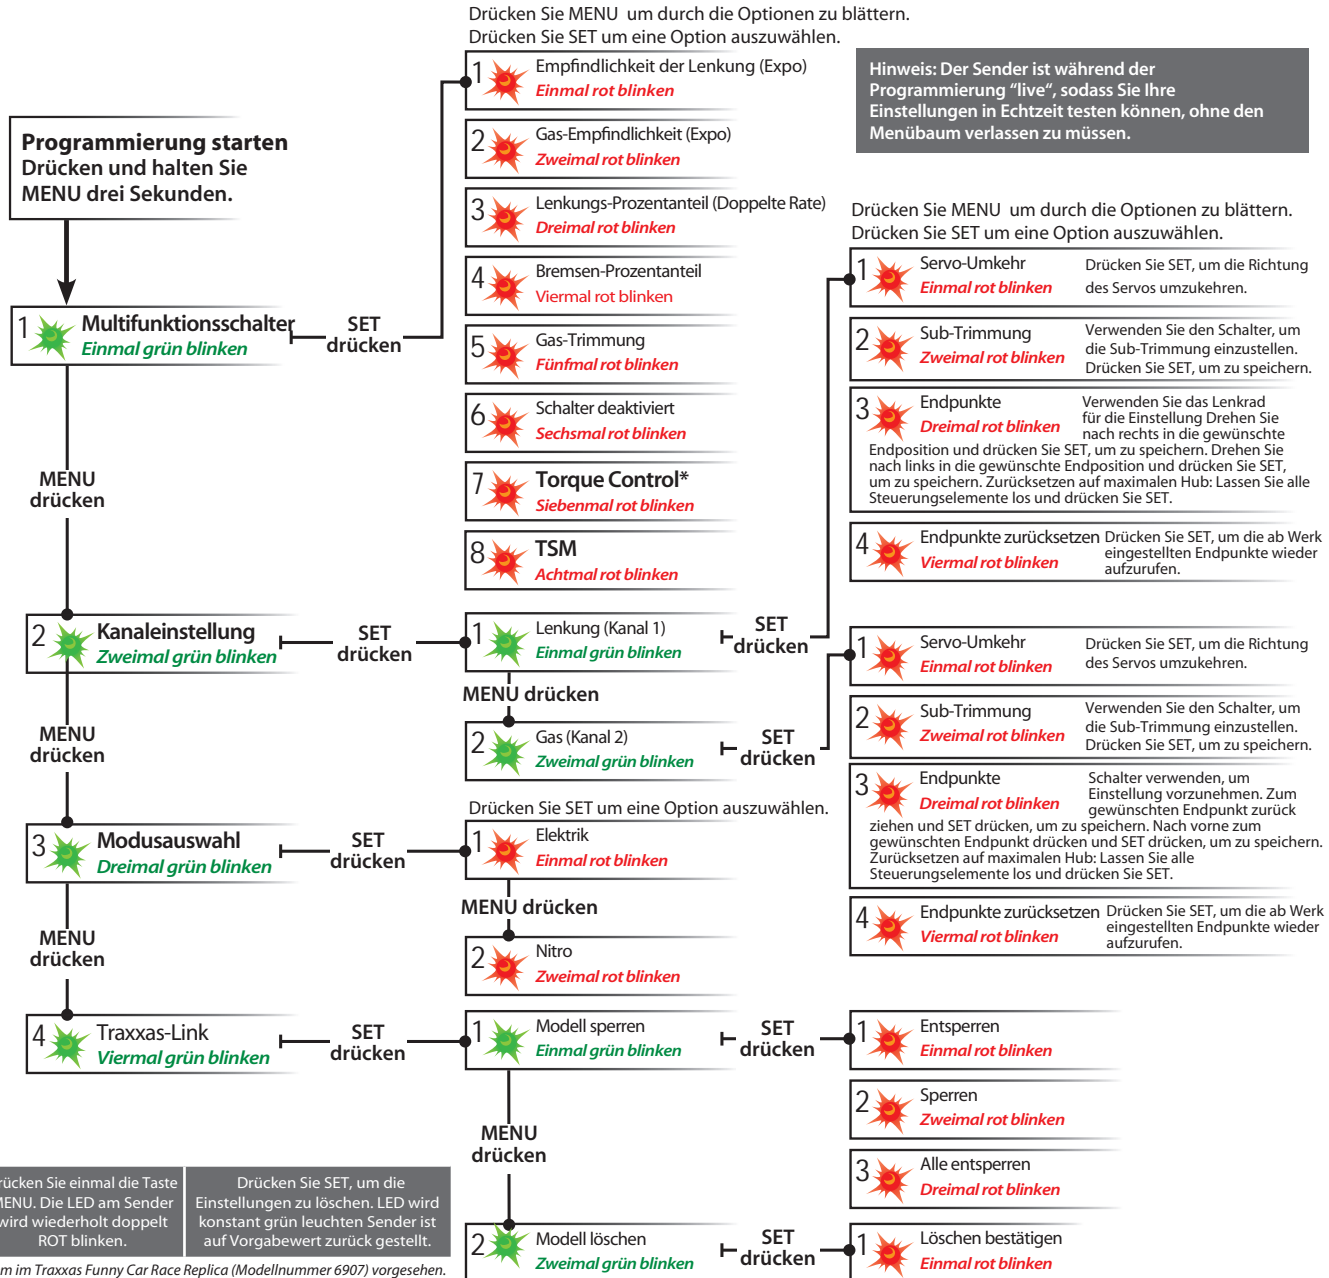 Drücken Sie MENU um durch die Optionen zu blättern.
Drücken Sie SET um eine Option auszuwählen.
Hinweis: Der Sender ist während der
Programmierung “live“, sodass Sie Ihre
Einstellungen in Echtzeit testen können, ohne den
Menübaum verlassen zu müssen.
Programmierung starten
Drücken und halten Sie
MENU drei Sekunden.
1 Multifunktionsschalter
Einmal grün blinken
SET
drücken
1 Empfindlichkeit der Lenkung (Expo)
Einmal rot blinken
2 Gas-Empfindlichkeit (Expo)
Zweimal rot blinken
3 Lenkungs-Prozentanteil (Doppelte Rate)
Dreimal rot blinken
4 Bremsen-Prozentanteil
Viermal rot blinken
5 Gas-Trimmung
Fünfmal rot blinken
6 Schalter deaktiviert
Sechsmal rot blinken
7 Torque Control*
Siebenmal rot blinken
8 TSM
Achtmal rot blinken
MENU
drücken
2 Kanaleinstellung
Zweimal grün blinken
SET
drücken
1 Lenkung (Kanal 1)
Einmal grün blinken
SET
drücken
Drücken Sie MENU um durch die Optionen zu blättern.
Drücken Sie SET um eine Option auszuwählen.
1 Servo-Umkehr
Einmal rot blinken
Drücken Sie SET, um die Richtung
des Servos umzukehren.
2 Sub-Trimmung
Zweimal rot blinken
Verwenden Sie den Schalter, um
die Sub-Trimmung einzustellen.
Drücken Sie SET, um zu speichern.
3 Endpunkte
Dreimal rot blinken
Verwenden Sie das Lenkrad
für die Einstellung Drehen Sie
nach rechts in die gewünschte
Endposition und drücken Sie SET, um zu speichern. Drehen Sie
nach links in die gewünschte Endposition und drücken Sie SET,
um zu speichern. Zurücksetzen auf maximalen Hub: Lassen Sie alle
Steuerungselemente los und drücken Sie SET.
4 Endpunkte zurücksetzen
Viermal rot blinken
Drücken Sie SET, um die ab Werk
eingestellten Endpunkte wieder
aufzurufen.
MENU drücken
2 Gas (Kanal 2)
Zweimal grün blinken
SET
drücken
1 Servo-Umkehr
Einmal rot blinken
Drücken Sie SET, um die Richtung
des Servos umzukehren.
2 Sub-Trimmung
Zweimal rot blinken
Verwenden Sie den Schalter, um
die Sub-Trimmung einzustellen.
Drücken Sie SET, um zu speichern.
3 Endpunkte
Dreimal rot blinken
Schalter verwenden, um
Einstellung vorzunehmen. Zum
gewünschten Endpunkt zurück
ziehen und SET drücken, um zu speichern. Nach vorne zum
gewünschten Endpunkt drücken und SET drücken, um zu speichern.
Zurücksetzen auf maximalen Hub: Lassen Sie alle
Steuerungselemente los und drücken Sie SET.
4 Endpunkte zurücksetzen
Viermal rot blinken
Drücken Sie SET, um die ab Werk
eingestellten Endpunkte wieder
aufzurufen.
MENU
drücken
3 Modusauswahl
Dreimal grün blinken
SET
drücken
Drücken Sie SET um eine Option auszuwählen.
1 Elektrik
Einmal rot blinken
MENU drücken
2 Nitro
Zweimal rot blinken
MENU
drücken
4 Traxxas-Link
Viermal grün blinken
SET
drücken
1 Modell sperren
Einmal grün blinken
SET
drücken
1 Entsperren
Einmal rot blinken
2 Sperren
Zweimal rot blinken
3 Alle entsperren
Dreimal rot blinken
MENU
drücken
2 Modell löschen
Zweimal grün blinken
SET
drücken
1 Löschen bestätigen
Einmal rot blinken
rücken Sie einmal die Taste
MENU. Die LED am Sender
wird wiederholt doppelt
ROT blinken.
Drücken Sie SET, um die
Einstellungen zu löschen. LED wird
konstant grün leuchten Sender ist
auf Vorgabewert zurück gestellt.
m im Traxxas Funny Car Race Replica (Modellnummer 6907) vorgesehen.